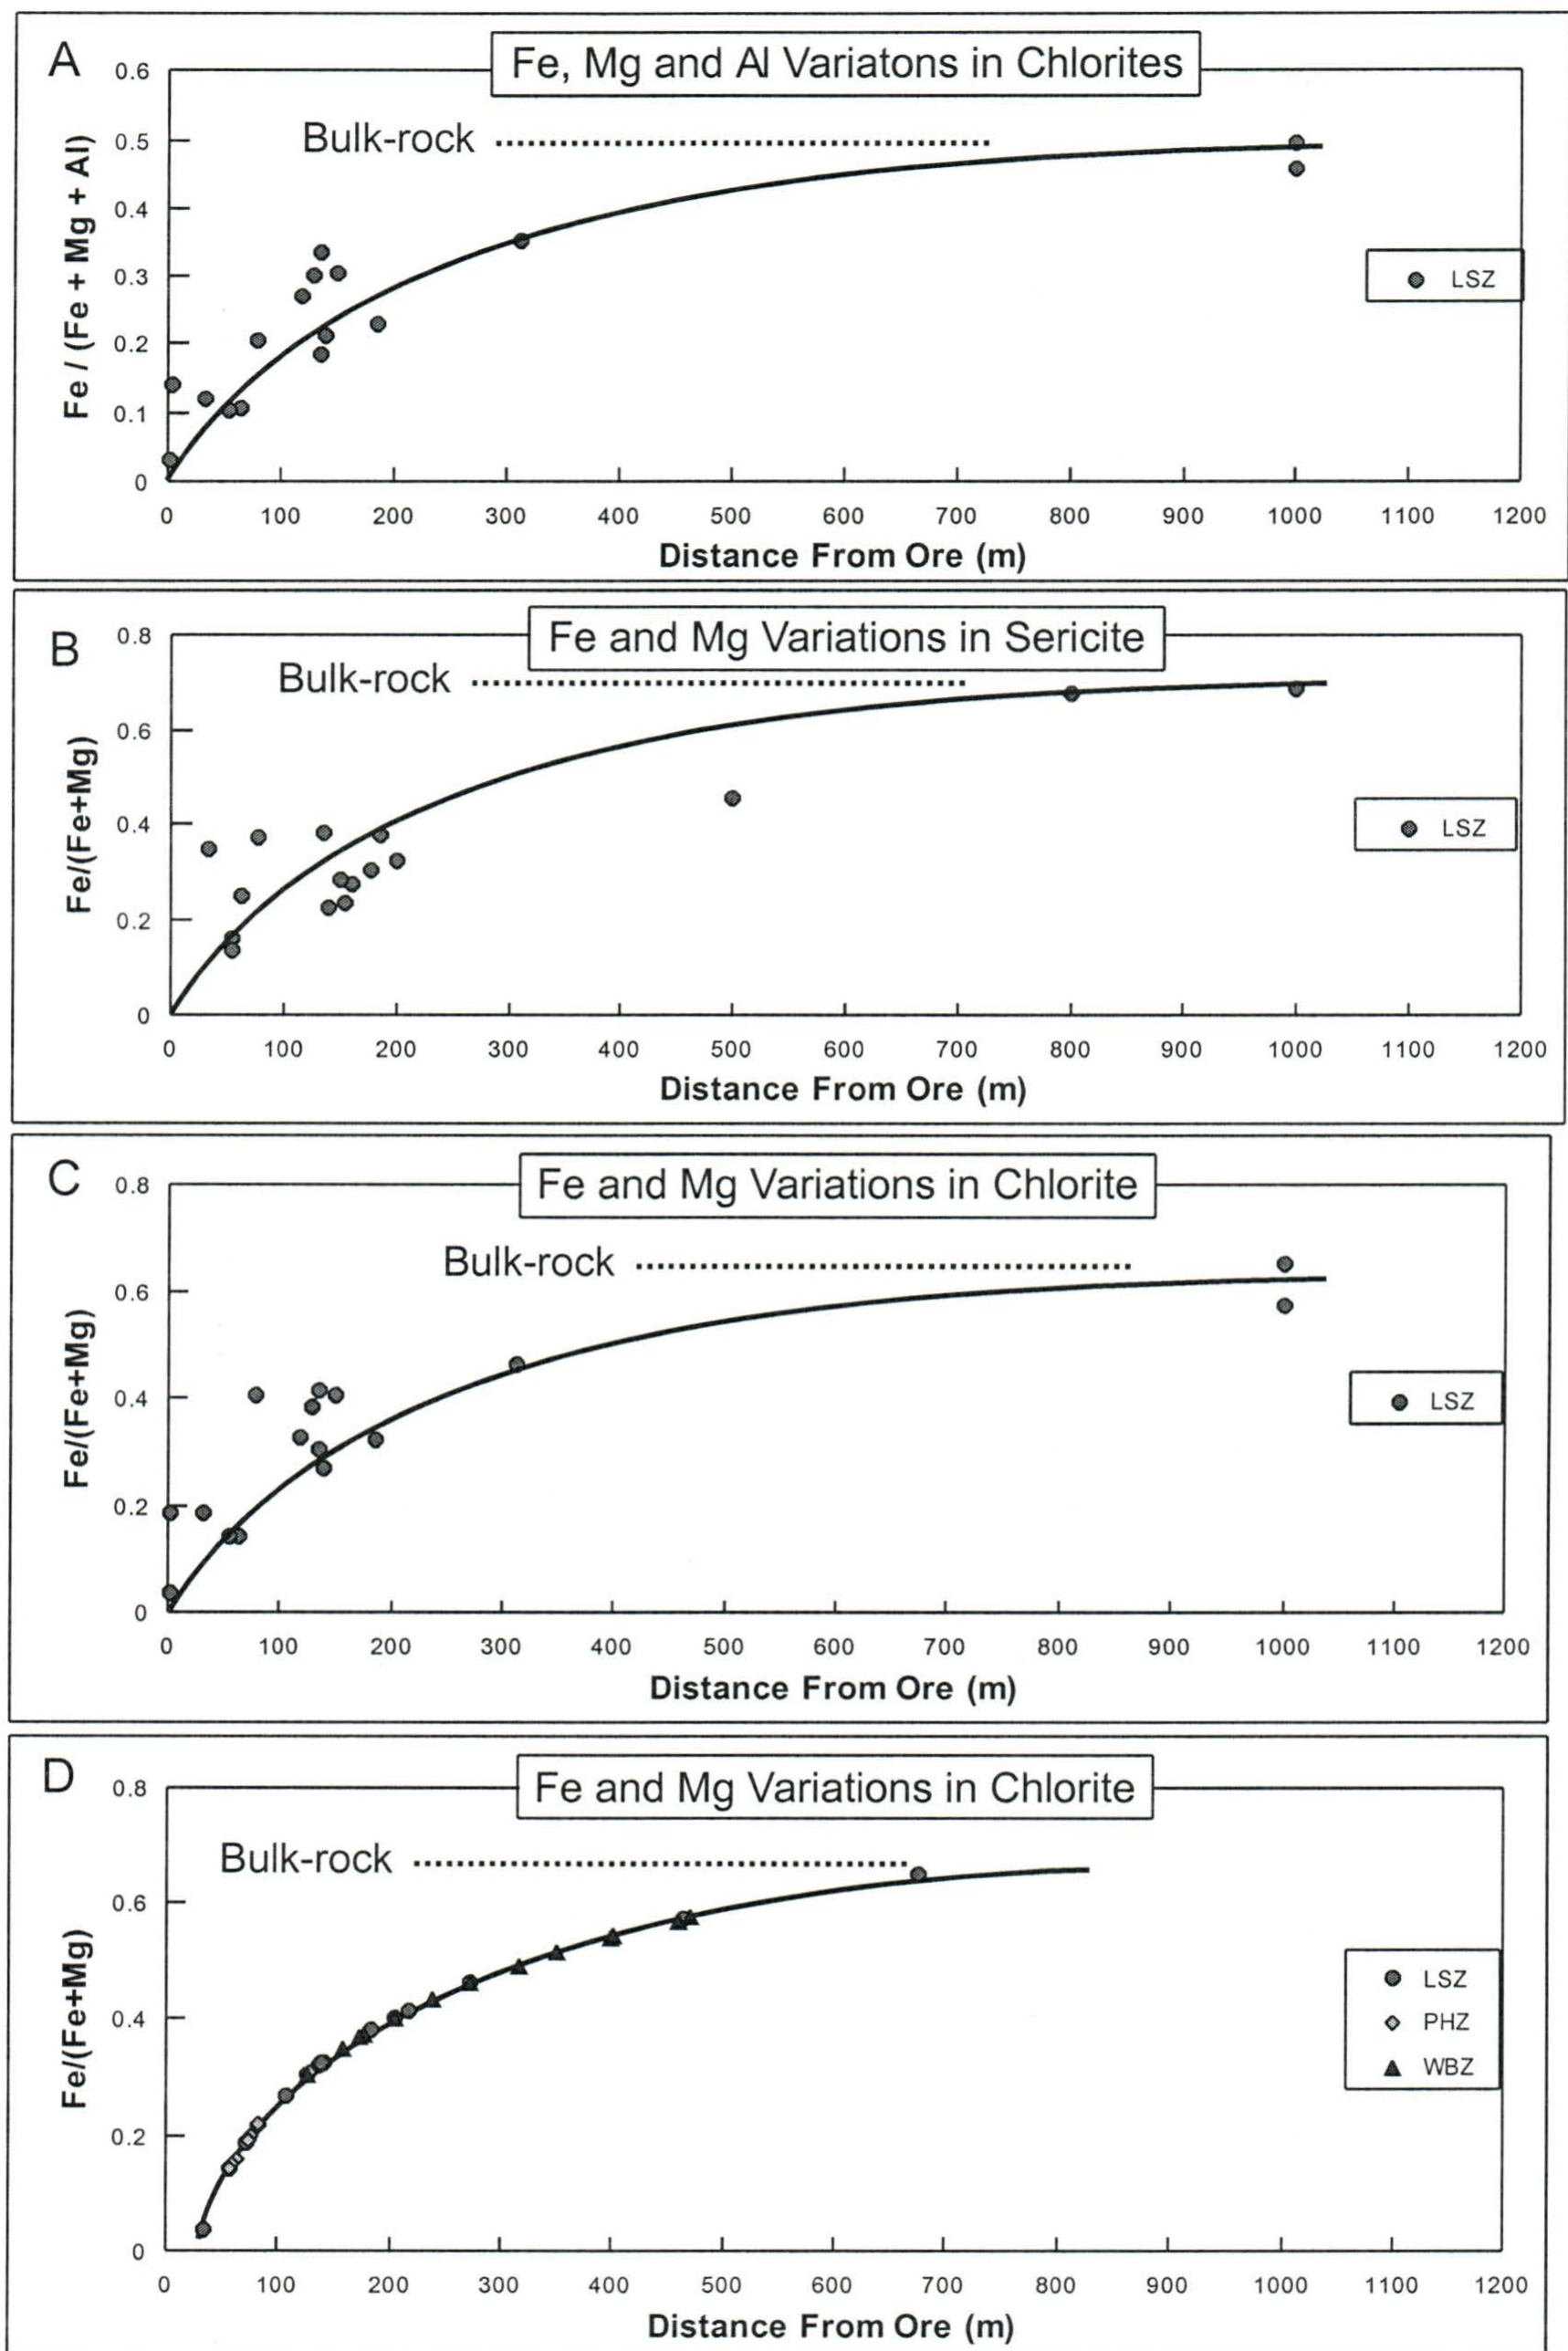 A
Fe, Mg and Al Variatons in Chlorites
Bulk-rock
Fe / (Fe + Mg + Al)
0.6
0.5
0.4
0.3
0.2
0.1
0
LSZ
0 100 200 300 400 500 600 700 800 900 1000 1100 1200
Distance From Ore (m)
B
Fe and Mg Variations in Sericite
Bulk-rock
Fe/(Fe+Mg)
0.8
0.6
0.4
0.2
0
LSZ
0 100 200 300 400 500 600 700 800 900 1000 1100 1200
Distance From Ore (m)
C
Fe and Mg Variations in Chlorite
Bulk-rock
Fe/(Fe+Mg)
0.8
0.6
0.4
0.2
0
LSZ
0 100 200 300 400 500 600 700 800 900 1000 1100 1200
Distance From Ore (m)
D
Fe and Mg Variations in Chlorite
Bulk-rock
Fe/(Fe+Mg)
0.8
0.6
0.4
0.2
0
LSZ
PHZ
WBZ
0 100 200 300 400 500 600 700 800 900 1000 1100 1200
Distance From Ore (m)